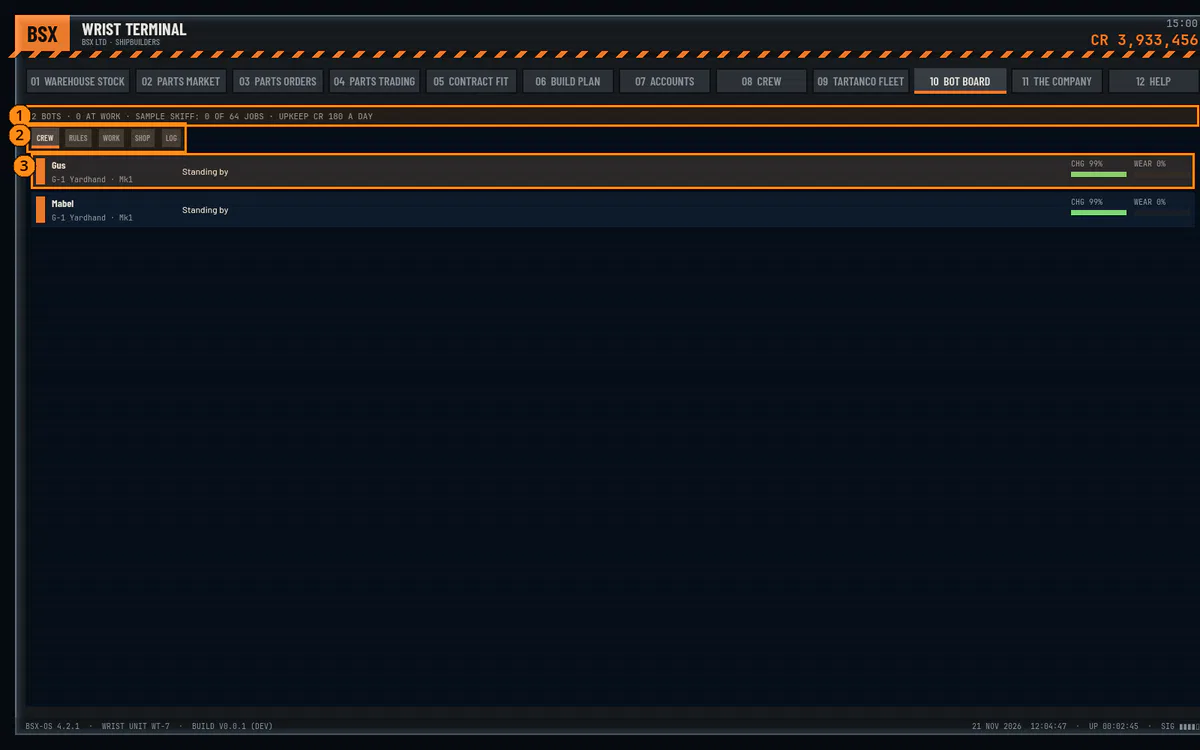 BSX
WRIST TERMINAL
BSX LTD · SHIPBUILDERS
15:00
CR 3,933,456
01 WAREHOUSE STOCK
02 PARTS MARKET
03 PARTS ORDERS
04 PARTS TRADING
05 CONTRACT FIT
06 BUILD PLAN
07 ACCOUNTS
08 CREW
09 TARTANCO FLEET
10 BOT BOARD
11 THE COMPANY
12 HELP
1
2 BOTS · 0 AT WORK · SAMPLE SKIFF: 0 OF 64 JOBS · UPKEEP CR 180 A DAY
2
CREW
RULES
WORK
SHOP
LOG
3
Gus
G-1 Yardhand · Mk1
Standing by
CHG 99%
WEAR 0%
Mabel
G-1 Yardhand · Mk1
Standing by
CHG 99%
WEAR 0%
BSX-OS 4.2.1 · WRIST UNIT WT-7 · BUILD V0.0.1 (DEV)
21 NOV 2026 12:04:47 · UP 00:02:45 · SIG